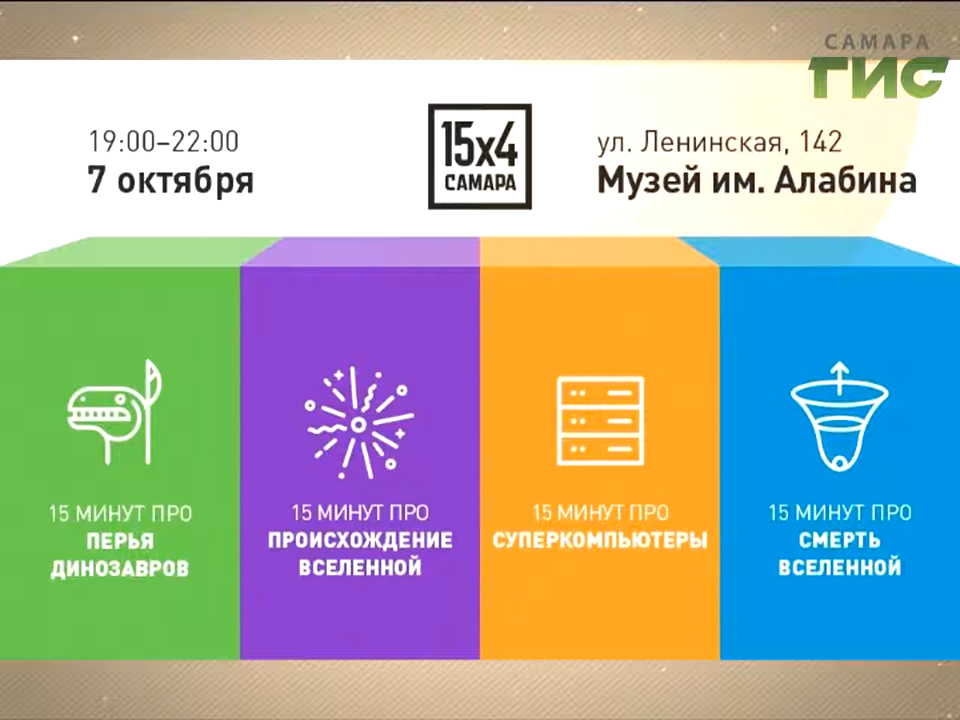 САМАРА
ГИС
19:00–22:00
7 октября
15x4
САМАРА
ул. Ленинская, 142
Музей им. Алабина
15 МИНУТ ПРО
ПЕРЬЯ
ДИНОЗАВРОВ
15 МИНУТ ПРО
ПРОИСХОЖДЕНИЕ
ВСЕЛЕННОЙ
15 МИНУТ ПРО
СУПЕРКОМПЬЮТЕРЫ
15 МИНУТ ПРО
СМЕРТЬ
ВСЕЛЕННОЙ